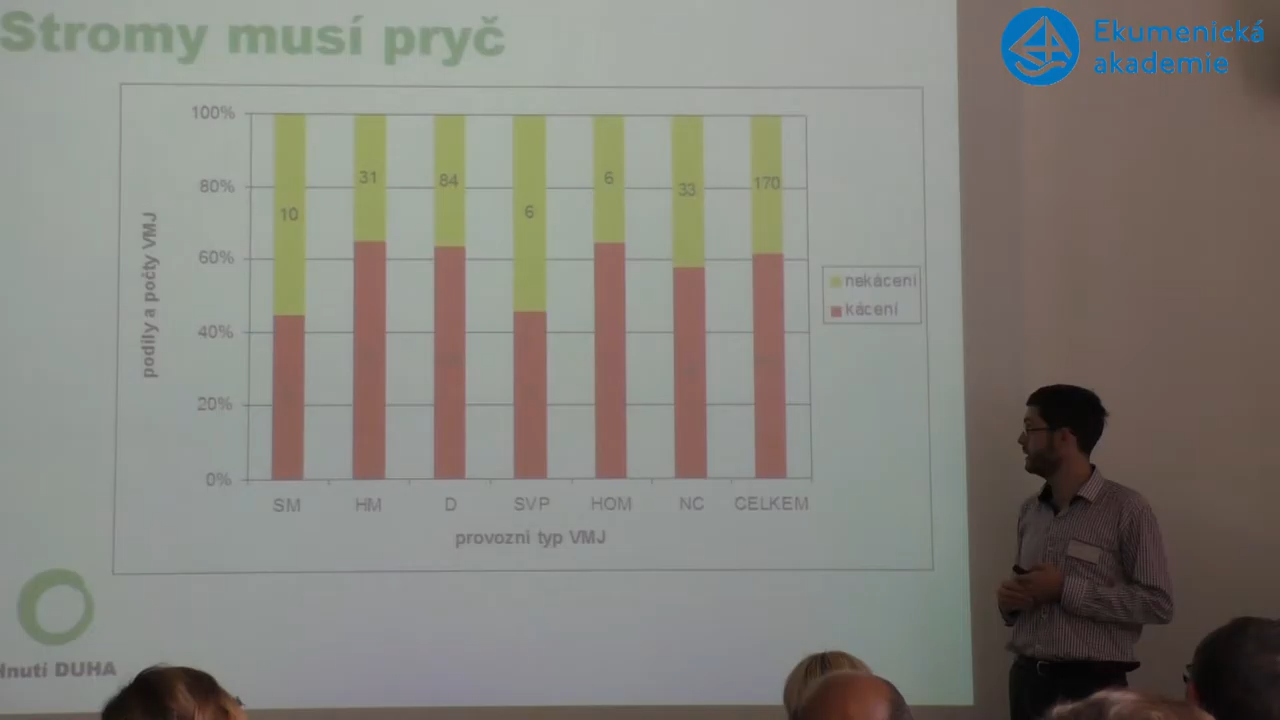 Stromy musí pryč
Ekumenická
akademie
100%
80%
60%
40%
20%
0%
podíly a počty VMJ
10
31
84
6
6
33
170
nekácení
kácení
SM HM D SVP HOM NC CELKEM
provozní typ VMJ
Hnutí DUHA